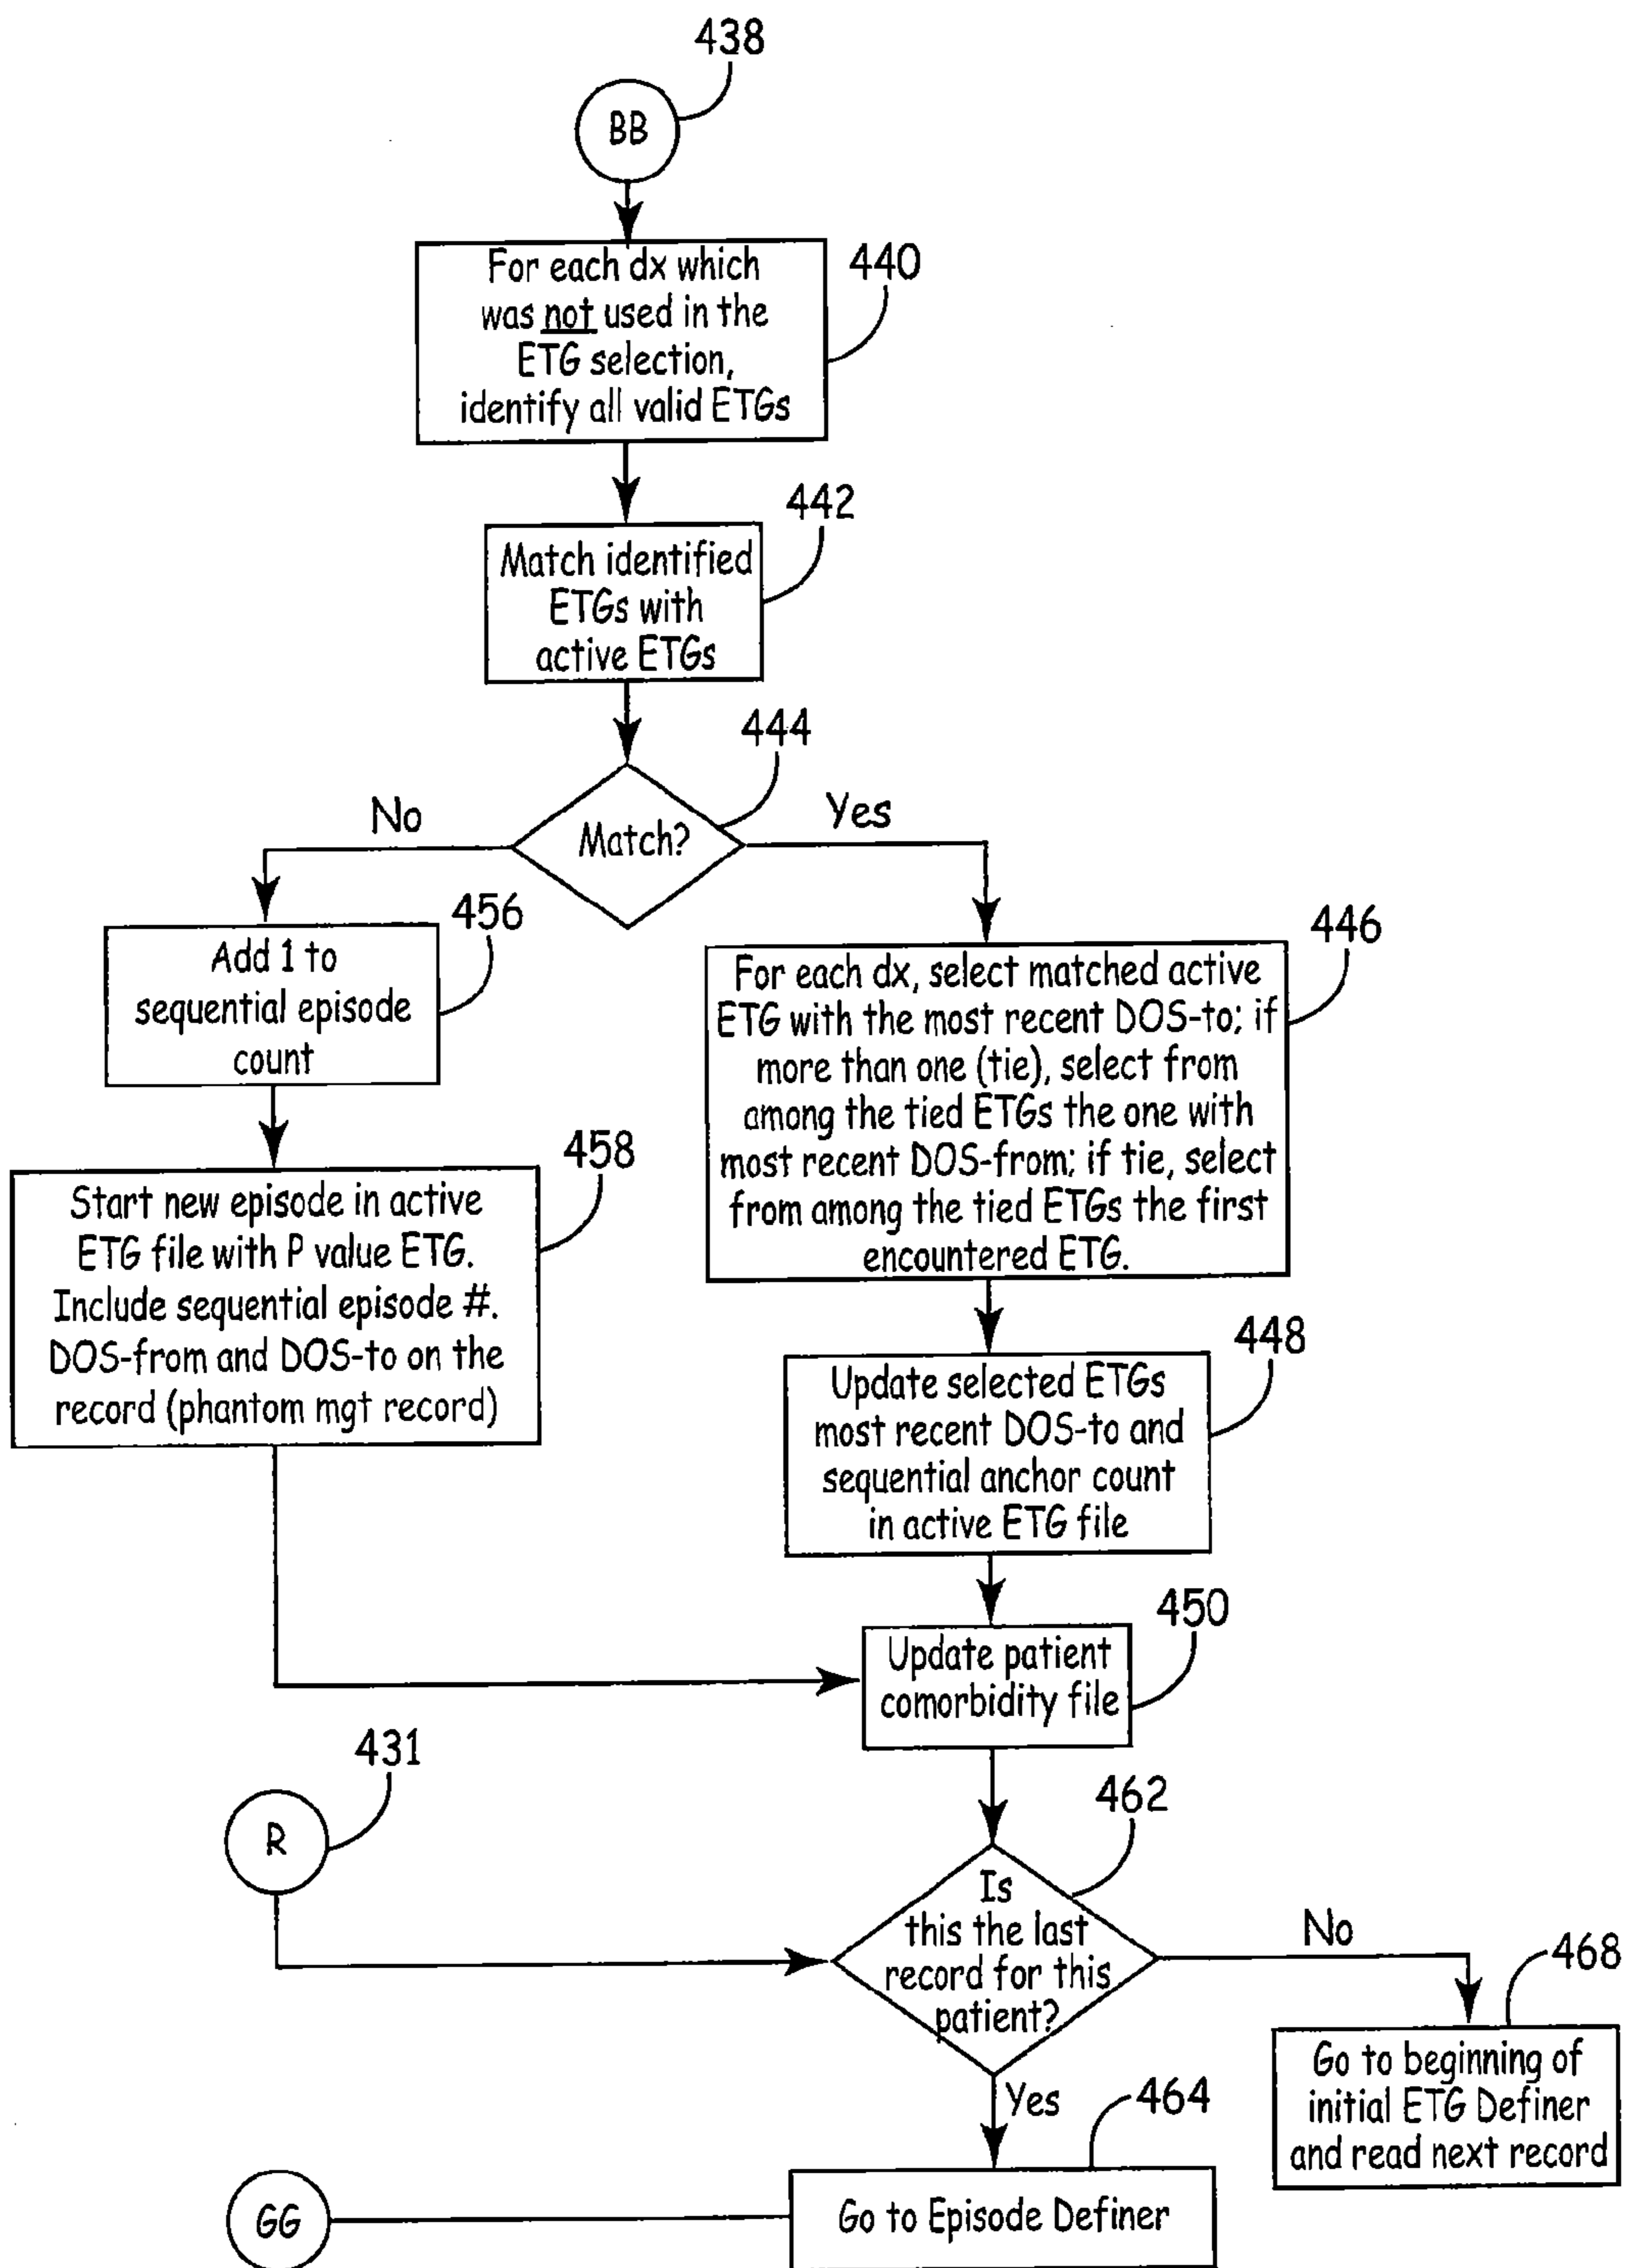 438
BB
For each dx which
was not used in the
ETG selection,
identify all valid ETGs
440
Match identified
ETGs with
active ETGs
442
444
Match?
No
Yes
456
Add 1 to
sequential episode
count
446
For each dx, select matched active
ETG with the most recent DOS-to; if
more than one (tie), select from
among the tied ETGs the one with
most recent DOS-from; if tie, select
from among the tied ETGs the first
encountered ETG.
458
Start new episode in active
ETG file with P value ETG.
Include sequential episode #.
DOS-from and DOS-to on the
record (phantom mgt record)
448
Update selected ETGs
most recent DOS-to and
sequential anchor count
in active ETG file
450
Update patient
comorbidity file
431
R
462
Is
this the last
record for this
patient?
No
468
Go to beginning of
initial ETG Definer
and read next record
Yes
464
Go to Episode Definer
GG